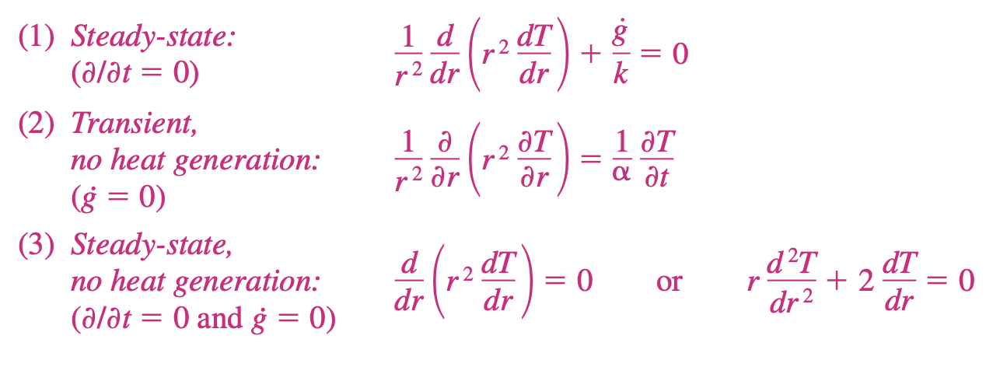 (1) Steady-state: 1/r² d/dr (r² dT/dr) + ġ/k = 0
(∂/∂t = 0)
(2) Transient,
no heat generation: 1/r² ∂/∂r (r² ∂T/∂r) = 1/α ∂T/∂t
(ġ = 0)
(3) Steady-state,
no heat generation: d/dr (r² dT/dr) = 0 or r d²T/dr² + 2 dT/dr = 0
(∂/∂t = 0 and ġ = 0)